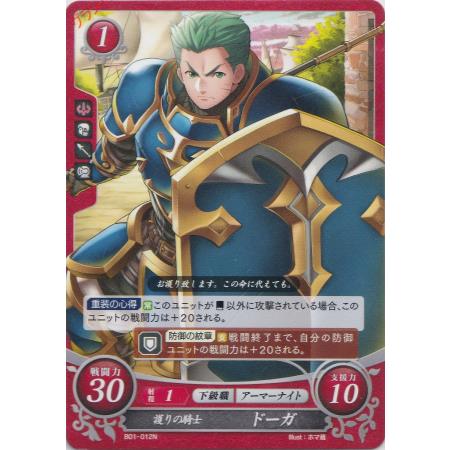 1
お護り致します。この命に代えても。
重装の心得 常 このユニットが 以外に攻撃されている場合、この
ユニットの戦闘力は+20される。
防御の紋章 支 戦闘終了まで、自分の防御
ユニットの戦闘力は+20される。
戦闘力
30
射程 1 下級職 アーマーナイト
支援力
10
護りの騎士 ドーガ
B01-012N
Illust:ホマ蔵